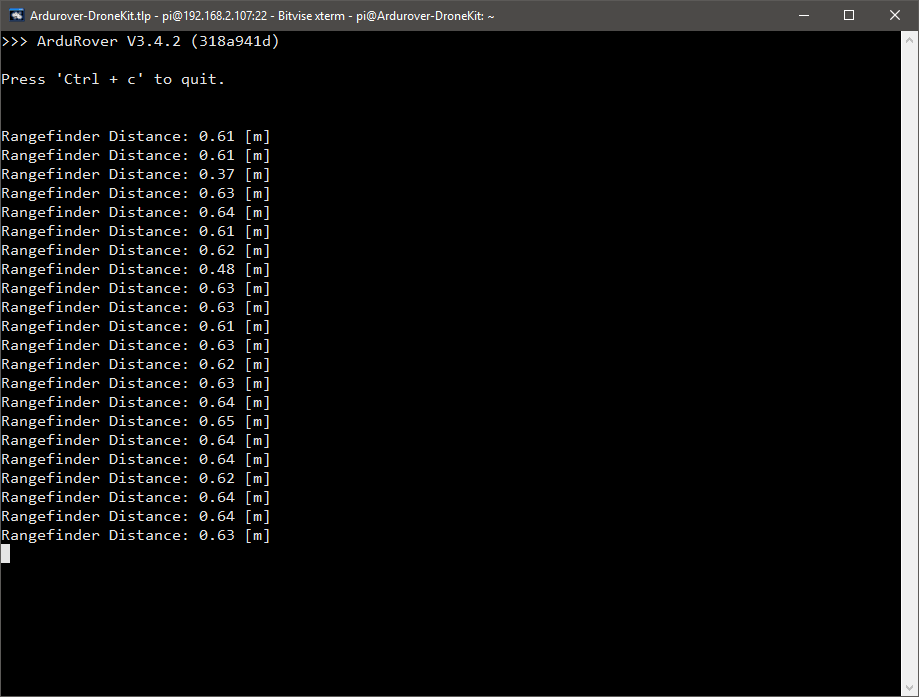 Ardurover-DroneKit.tlp - pi@192.168.2.107:22 - Bitvise xterm - pi@Ardurover-DroneKit: ~
>>> ArduRover V3.4.2 (318a941d)
Press 'Ctrl + c' to quit.
Rangefinder Distance: 0.61 [m]
Rangefinder Distance: 0.61 [m]
Rangefinder Distance: 0.37 [m]
Rangefinder Distance: 0.63 [m]
Rangefinder Distance: 0.64 [m]
Rangefinder Distance: 0.61 [m]
Rangefinder Distance: 0.62 [m]
Rangefinder Distance: 0.48 [m]
Rangefinder Distance: 0.63 [m]
Rangefinder Distance: 0.63 [m]
Rangefinder Distance: 0.61 [m]
Rangefinder Distance: 0.63 [m]
Rangefinder Distance: 0.62 [m]
Rangefinder Distance: 0.63 [m]
Rangefinder Distance: 0.64 [m]
Rangefinder Distance: 0.65 [m]
Rangefinder Distance: 0.64 [m]
Rangefinder Distance: 0.64 [m]
Rangefinder Distance: 0.62 [m]
Rangefinder Distance: 0.64 [m]
Rangefinder Distance: 0.64 [m]
Rangefinder Distance: 0.63 [m]